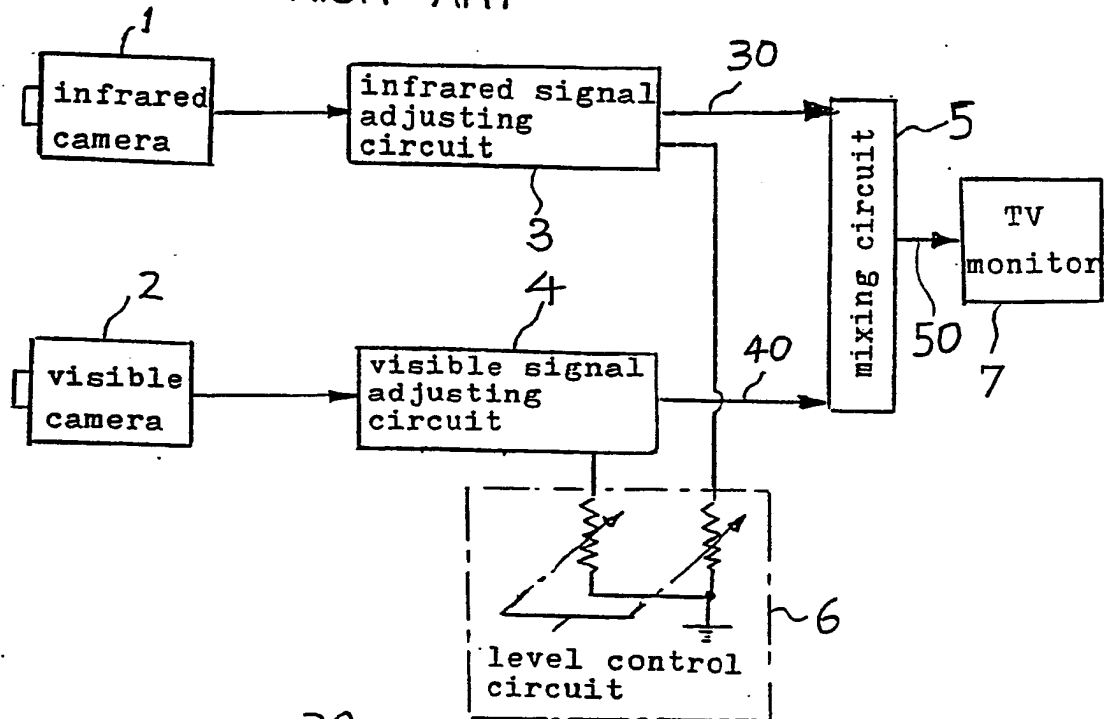 1
infrared
camera
infrared signal
adjusting
circuit
3
30
mixing circuit
5
TV
monitor
50
7
2
visible
camera
4
visible signal
adjusting
circuit
40
level control
circuit
6